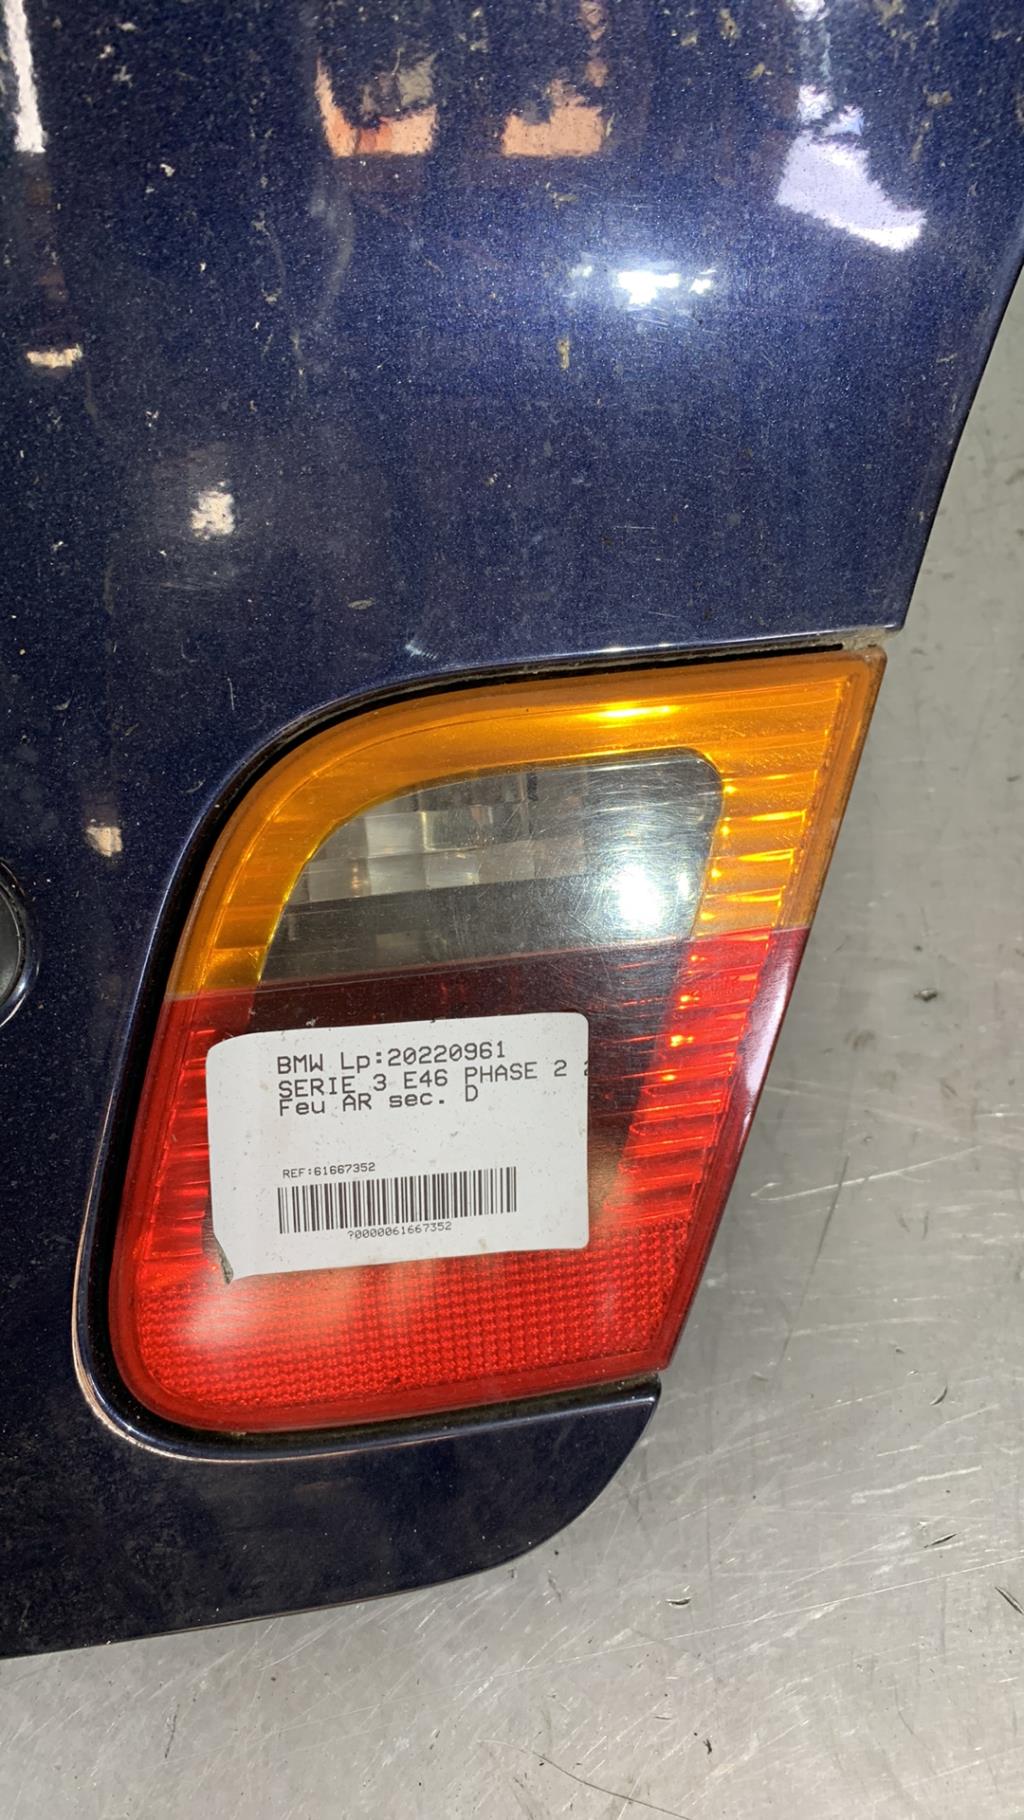 BMW Lp:20220961
SERIE 3 E46 PHASE 2
Feu AR sec. D
REF:61667352
?0000061667352